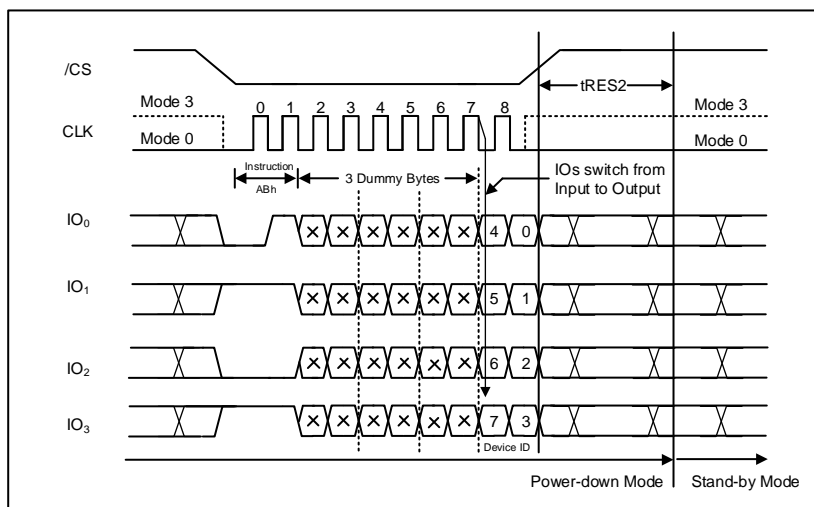 /CS
tRES2
Mode 3
0 1 2 3 4 5 6 7 8
Mode 3
CLK
Mode 0
Mode 0
Instruction
ABh
3 Dummy Bytes
IOs switch from
Input to Output
IO0
4 0
IO1
5 1
IO2
6 2
IO3
7 3
Device ID
Power-down Mode
Stand-by Mode